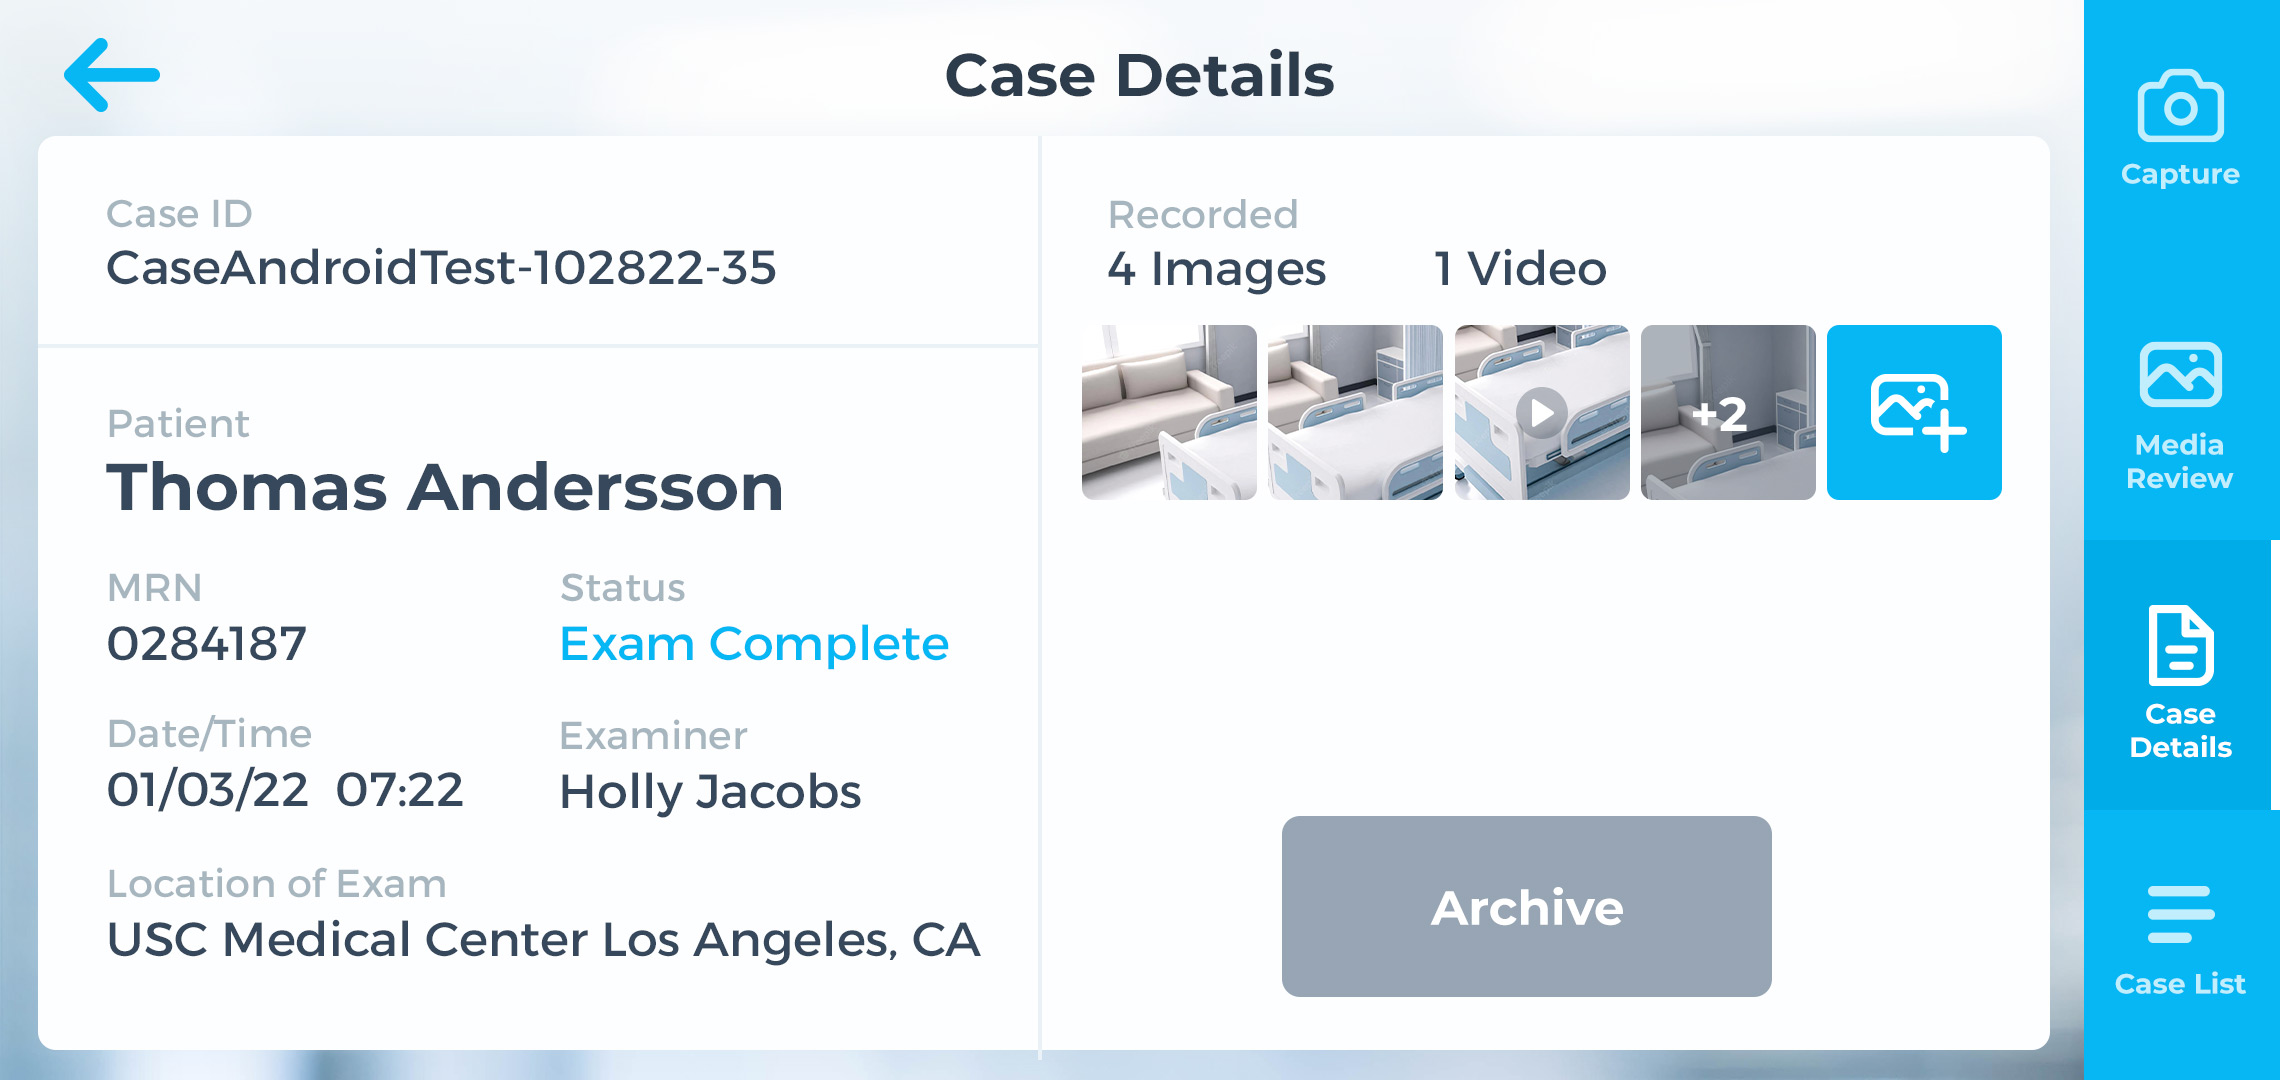 Case Details
Case ID
CaseAndroidTest-102822-35
Patient
Thomas Andersson
MRN
0284187
Status
Exam Complete
Date/Time
01/03/22 07:22
Examiner
Holly Jacobs
Location of Exam
USC Medical Center Los Angeles, CA
Recorded
4 Images
1 Video
+2
Archive
Capture
Media
Review
Case
Details
Case List